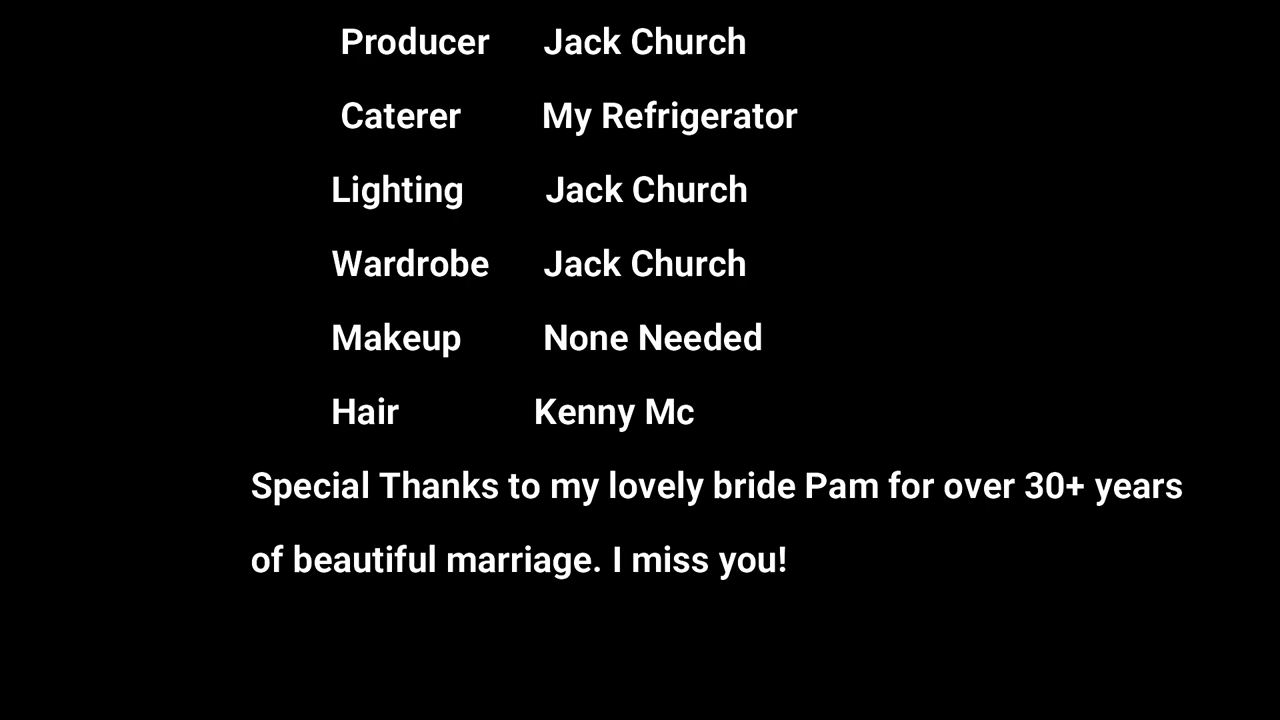 Producer Jack Church
Caterer My Refrigerator
Lighting Jack Church
Wardrobe Jack Church
Makeup None Needed
Hair Kenny Mc
Special Thanks to my lovely bride Pam for over 30+ years
of beautiful marriage. I miss you!